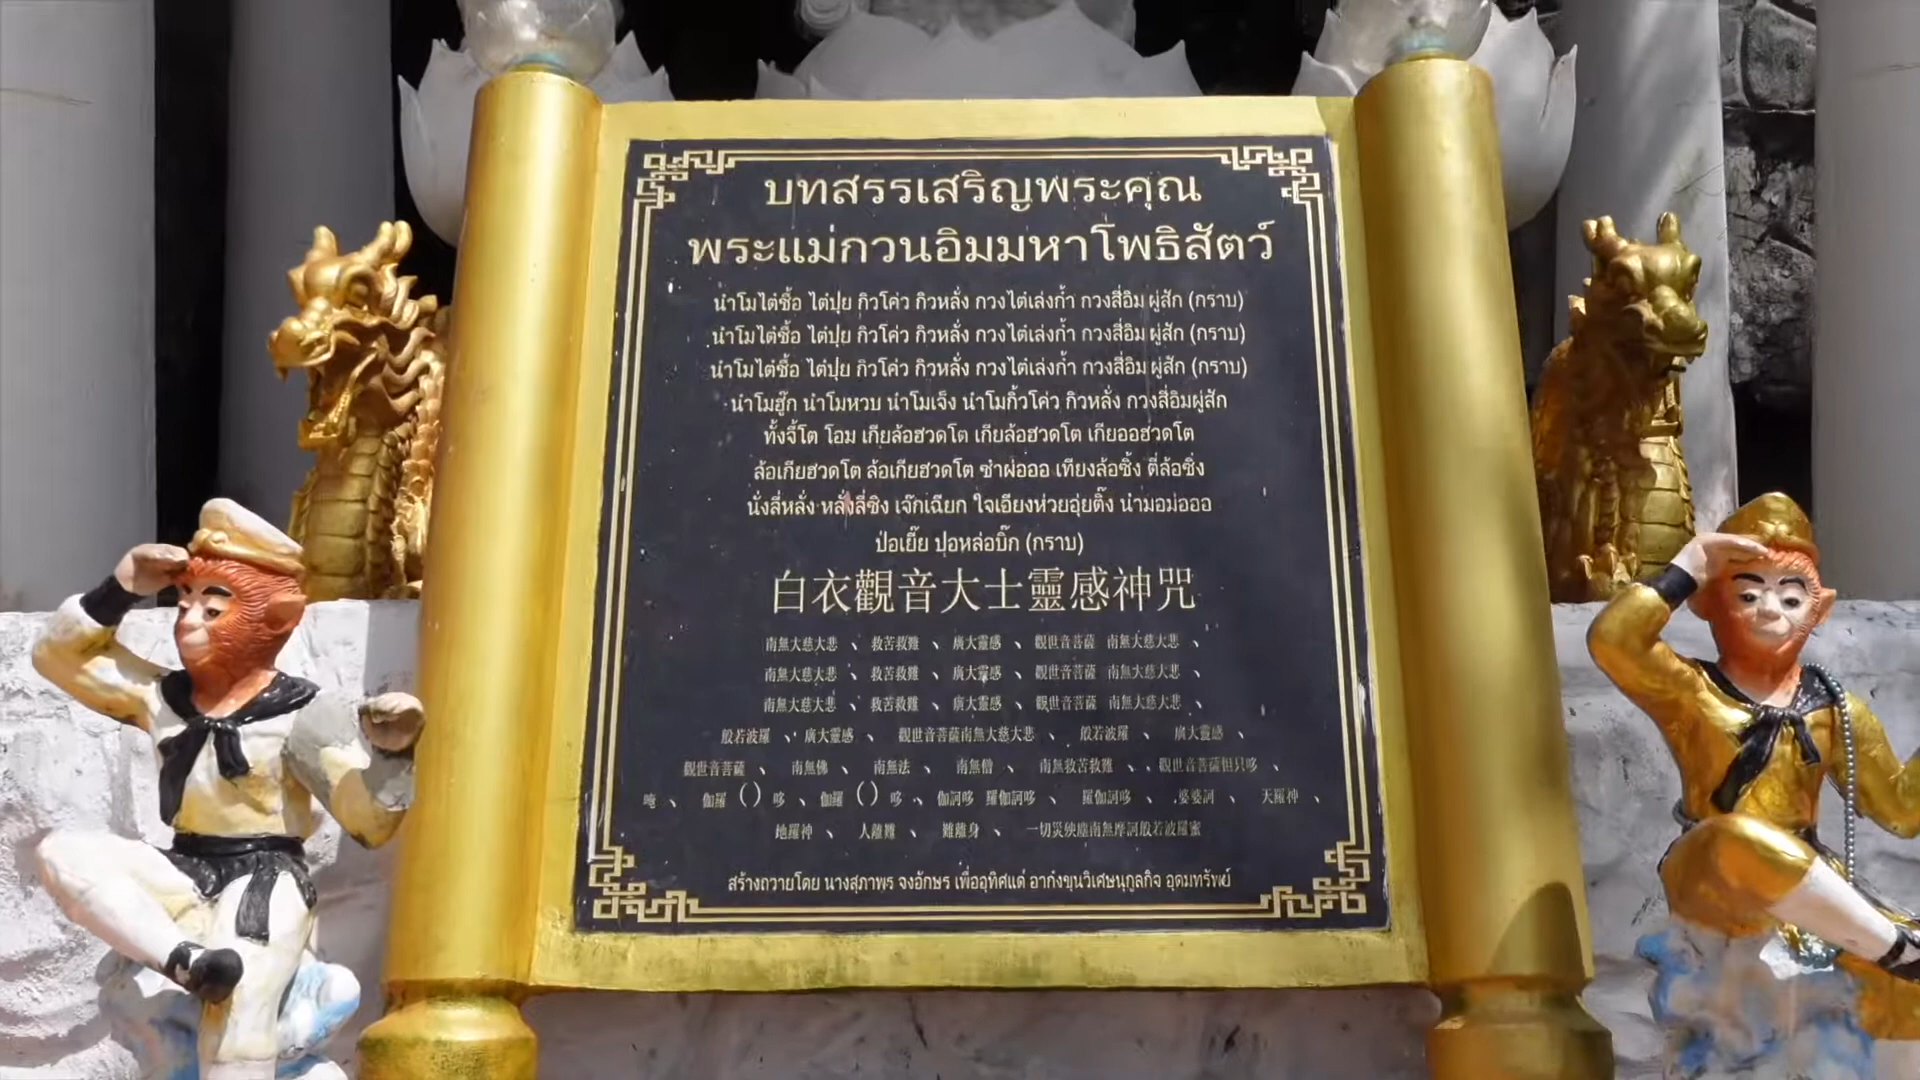 บทสรรเสริญพระคุณ
พระแม่กวนอิมมหาโพธิสัตว์
นำโมไต๋ซื้อ ไต๋ปุย กิวโค่ว กิวหลั่ง กวงไต๋เล่งก้ำ กวงสี่อิม ผู่สัก (กราบ)
นำโมไต๋ซื้อ ไต๋ปุย กิวโค่ว กิวหลั่ง กวงไต๋เล่งก้ำ กวงสี่อิม ผู่สัก (กราบ)
นำโมไต๋ซื้อ ไต๋ปุย กิวโค่ว กิวหลั่ง กวงไต๋เล่งก้ำ กวงสี่อิม ผู่สัก (กราบ)
นำโมฮู๊ก นำโมหวบ นำโมเจ็ง นำโมกิ้วโค่ว กิวหลั่ง กวงสี่อิมผู่สัก
ทั้งจี้โต โอม เกียล้อฮวดโต เกียล้อฮวดโต เกียออฮวดโต
ล้อเกียฮวดโต ล้อเกียฮวดโต ซำผ่อออ เทียงล้อซิ้ง ตี่ล้อซิ่ง
นั่งลี่หลั่ง หลั่งลี่ซิง เจ๊กเฉียก ใจเอียงห่วยอุ่ยติ๊ง นำมอม่อออ
ป่อเยี๊ย ปุอหล่อบิ๊ก (กราบ)
白衣觀音大士靈感神咒
南無大慈大悲 、 救苦救難 、 廣大靈感 、 觀世音菩薩 南無大慈大悲 、
南無大慈大悲 、 救苦救難 、 廣大靈感 、 觀世音菩薩 南無大慈大悲 、
南無大慈大悲 、 救苦救難 、 廣大靈感 、 觀世音菩薩 南無大慈大悲 、
般若波羅 、 廣大靈感 、 觀世音菩薩南無大慈大悲 、 般若波羅 、 廣大靈感 、
觀世音菩薩 、 南無佛 、 南無法 、 南無僧 、 南無救苦救難 、 觀世音菩薩怛只哆 、
唵 、 伽羅 ( ) 哆 、 伽羅 ( ) 哆 、 伽訶哆 羅伽訶哆 、 羅伽訶哆 、 婆婆訶 、 天羅神 、
地羅神 、 人離難 、 難離身 、 一切災殃塵南無摩訶般若波羅蜜
สร้างถวายโดย นางสุภาพร จงอักษร เพื่ออุทิศแด่ อาก๋งขุนวิเศษนุกูลกิจ อุดมทรัพย์